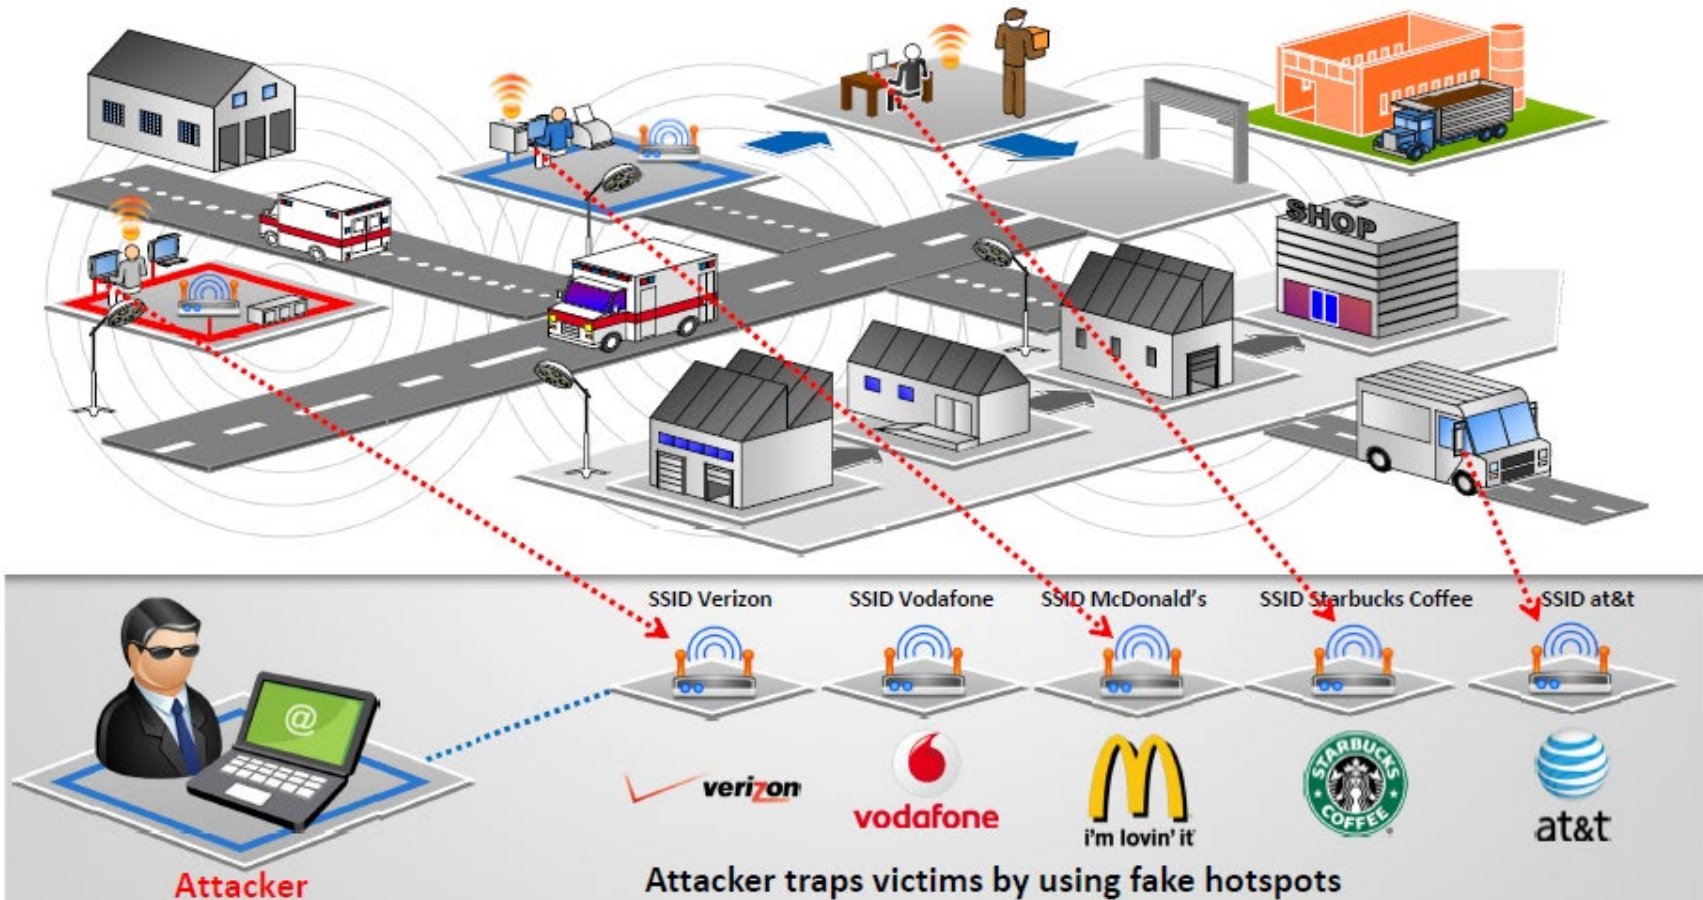 SHOP
SSID Verizon
SSID Vodafone
SSID McDonald's
SSID Starbucks Coffee
SSID at&t
@
verizon
vodafone
i'm lovin' it
STARBUCKS
COFFEE
at&t
Attacker
Attacker traps victims by using fake hotspots